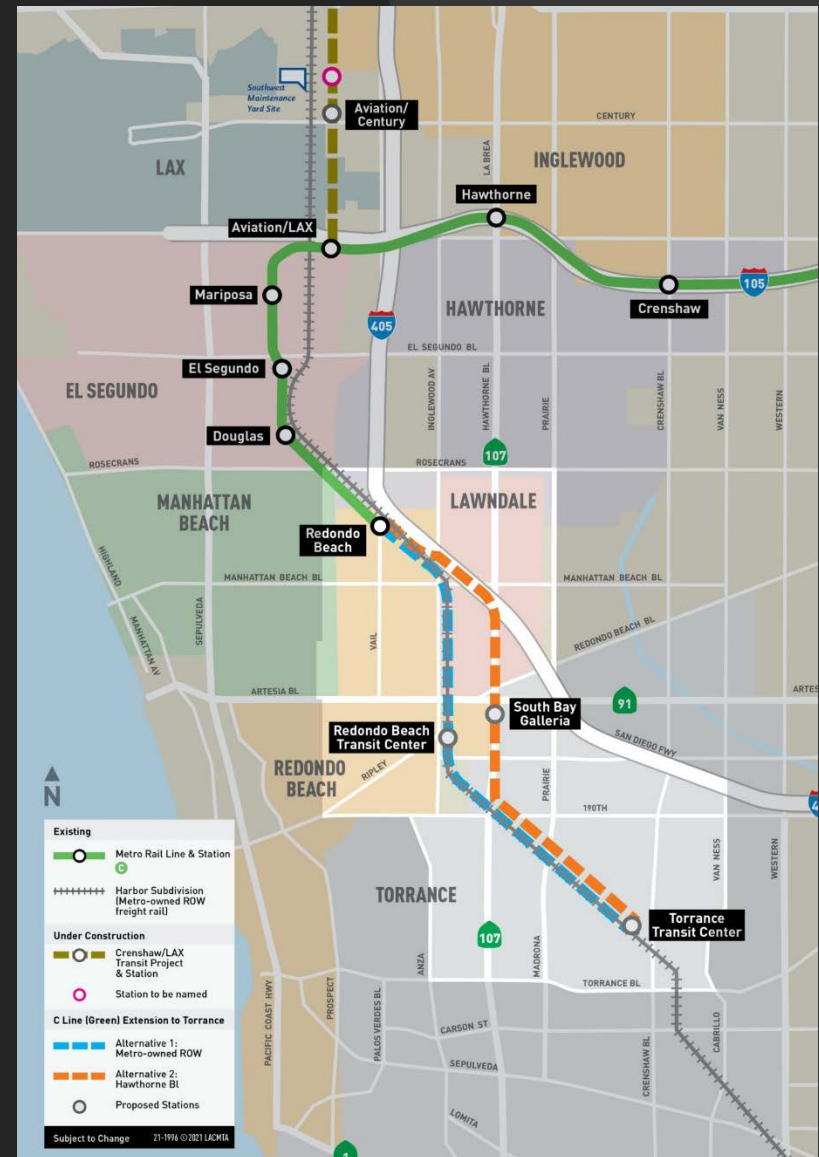 Southwest
Maintenance
Yard Site
Aviation/
Century
CENTURY
LAX
LA BREA
INGLEWOOD
Hawthorne
Aviation/LAX
Mariposa
405
HAWTHORNE
Crenshaw
105
EL SEGUNDO BL
El Segundo
EL SEGUNDO
INGLEWOOD AV
HAWTHORNE BL
PRAIRIE
CRENSHAW BL
VAN NESS
WESTERN
Douglas
ROSECRANS
107
ROSECRANS
MANHATTAN
BEACH
LAWNDALE
Redondo
Beach
HIGHLAND
MANHATTAN BEACH BL
MANHATTAN BEACH BL
MANHATTAN AV
SEPULVEDA
VAIL
REDONDO BEACH BL
ARTESIA BL
91
ARTES
South Bay
Galleria
Redondo Beach
Transit Center
SAN DIEGO FWY
REDONDO
BEACH
RIPLEY
PRAIRIE
N
190TH
4
VAN NESS
WESTERN
TORRANCE
Torrance
Transit Center
107
ANZA
MADRONA
TORRANCE BL
PACIFIC COAST HWY
PROSPECT
PALOS VERDES BL
CARSON ST
CRENSHAW BL
CABRILLO
SEPULVEDA
LOMITA
1
Existing
Metro Rail Line & Station
C
Harbor Subdivision
(Metro-owned ROW
freight rail)
Under Construction
Crenshaw/LAX
Transit Project
& Station
Station to be named
C Line (Green) Extension to Torrance
Alternative 1:
Metro-owned ROW
Alternative 2:
Hawthorne Bl
Proposed Stations
Subject to Change 21-1996 ©2021 LACMTA